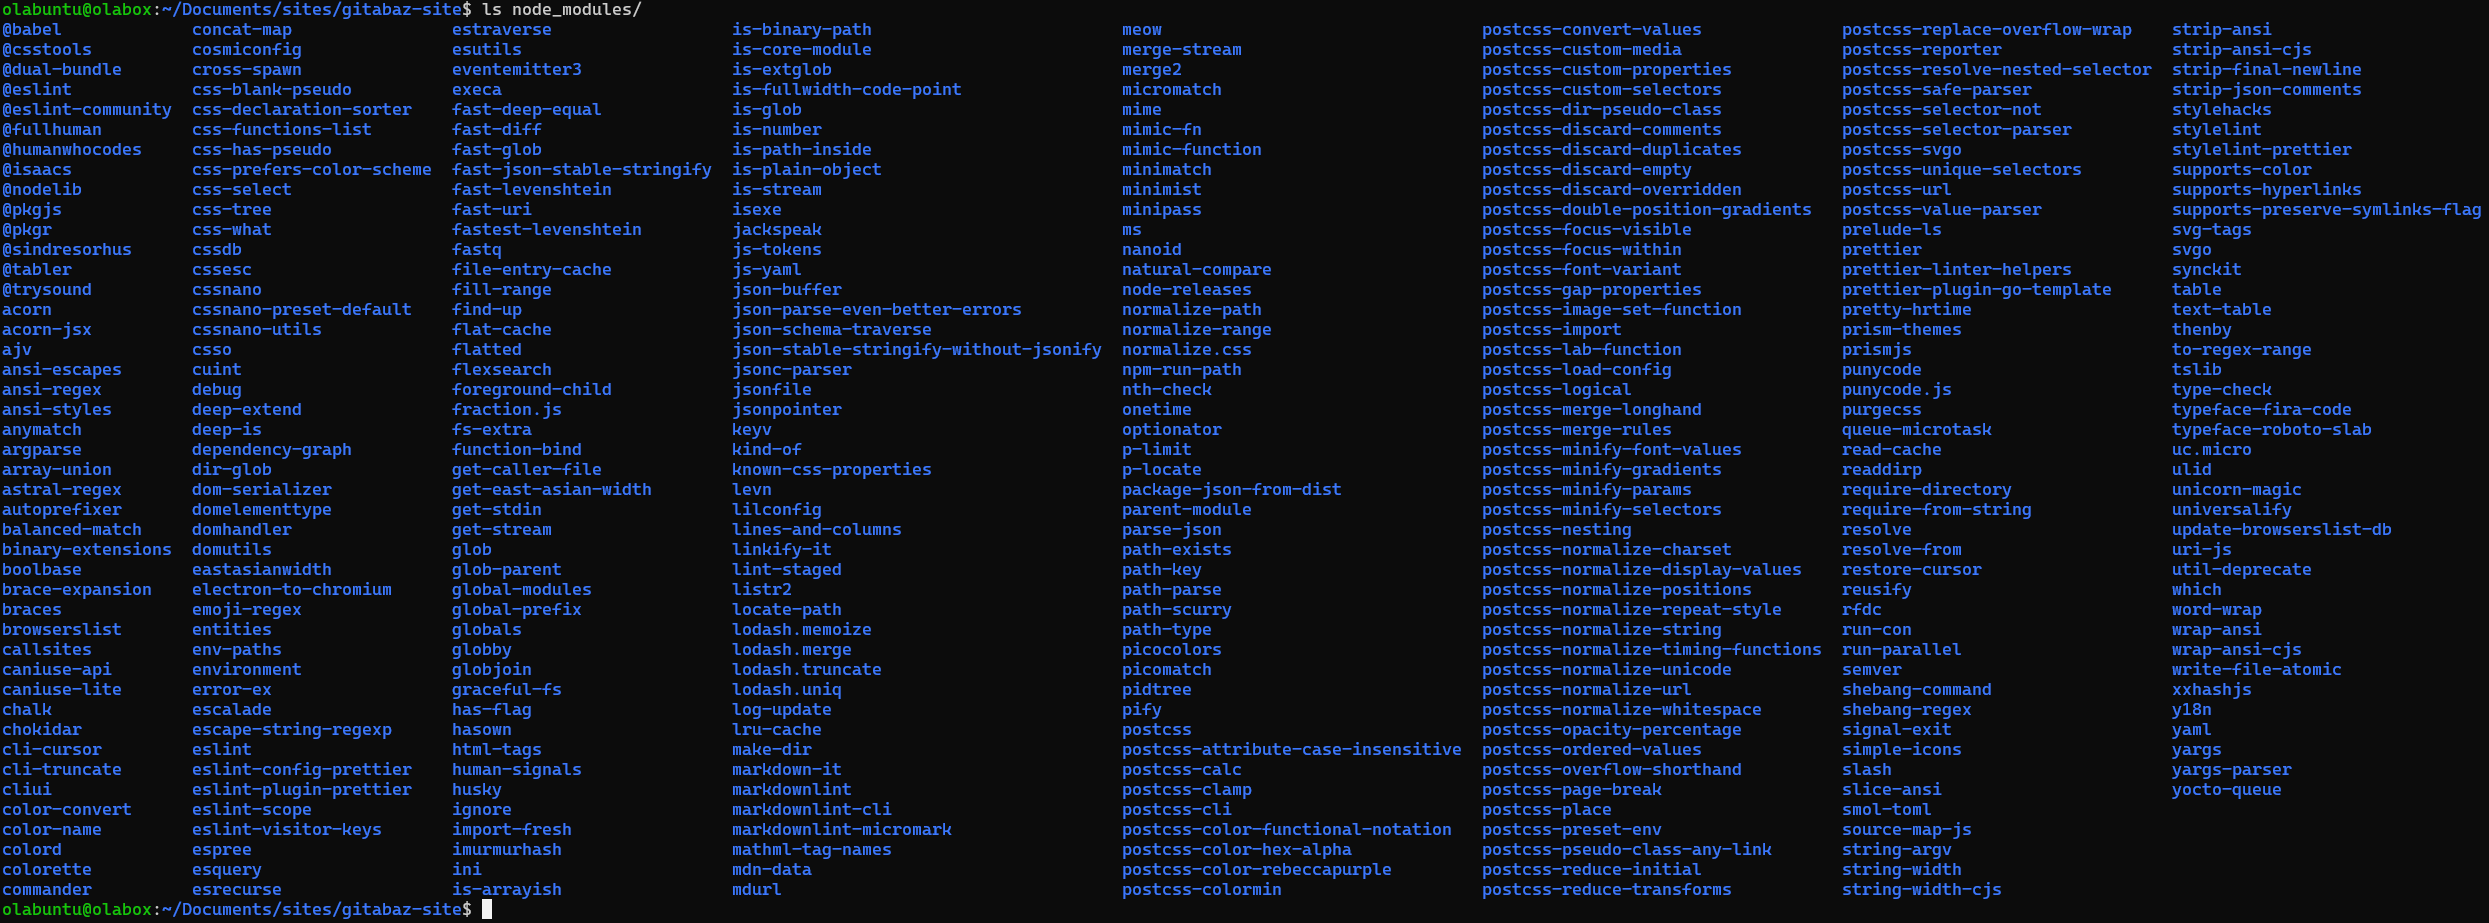 olabuntu@olabox:~/Documents/sites/gitabaz-site$ ls node_modules/
@babel concat-map estraverse is-binary-path meow postcss-convert-values postcss-replace-overflow-wrap strip-ansi
@csstools cosmiconfig esutils is-core-module merge-stream postcss-custom-media postcss-reporter strip-ansi-cjs
@dual-bundle cross-spawn eventemitter3 is-extglob merge2 postcss-custom-properties postcss-resolve-nested-selector strip-final-newline
@eslint css-blank-pseudo execa is-fullwidth-code-point micromatch postcss-custom-selectors postcss-safe-parser strip-json-comments
@eslint-community css-declaration-sorter fast-deep-equal is-glob mime postcss-dir-pseudo-class postcss-selector-not stylehacks
@fullhuman css-functions-list fast-diff is-number mimic-fn postcss-discard-comments postcss-selector-parser stylelint
@humanwhocodes css-has-pseudo fast-glob is-path-inside mimic-function postcss-discard-duplicates postcss-svgo stylelint-prettier
@isaacs css-prefers-color-scheme fast-json-stable-stringify is-plain-object minimatch postcss-discard-empty postcss-unique-selectors supports-color
@nodelib css-select fast-levenshtein is-stream minimist postcss-discard-overridden postcss-url supports-hyperlinks
@pkgjs css-tree fast-uri isexe minipass postcss-double-position-gradients postcss-value-parser supports-preserve-symlinks-flag
@pkgr css-what fastest-levenshtein jackspeak ms postcss-focus-visible prelude-ls svg-tags
@sindresorhus cssdb fastq js-tokens nanoid postcss-focus-within prettier svgo
@tabler cssesc file-entry-cache js-yaml natural-compare postcss-font-variant prettier-linter-helpers synckit
@trysound cssnano fill-range json-buffer node-releases postcss-gap-properties prettier-plugin-go-template table
acorn cssnano-preset-default find-up json-parse-even-better-errors normalize-path postcss-image-set-function pretty-hrtime text-table
acorn-jsx cssnano-utils flat-cache json-schema-traverse normalize-range postcss-import prism-themes thenby
ajv csso flatted json-stable-stringify-without-jsonify normalize.css postcss-lab-function prismjs to-regex-range
ansi-escapes cuint flexsearch jsonc-parser npm-run-path postcss-load-config punycode tslib
ansi-regex debug foreground-child jsonfile nth-check postcss-logical punycode.js type-check
ansi-styles deep-extend fraction.js jsonpointer onetime postcss-merge-longhand purgecss typeface-fira-code
anymatch deep-is fs-extra keyv optionator postcss-merge-rules queue-microtask typeface-roboto-slab
argparse dependency-graph function-bind kind-of p-limit postcss-minify-font-values read-cache uc.micro
array-union dir-glob get-caller-file known-css-properties p-locate postcss-minify-gradients readdirp ulid
astral-regex dom-serializer get-east-asian-width levn package-json-from-dist postcss-minify-params require-directory unicorn-magic
autoprefixer domelementtype get-stdin lilconfig parent-module postcss-minify-selectors require-from-string universalify
balanced-match domhandler get-stream lines-and-columns parse-json postcss-nesting resolve update-browserslist-db
binary-extensions domutils glob linkify-it path-exists postcss-normalize-charset resolve-from uri-js
boolbase eastasianwidth glob-parent lint-staged path-key postcss-normalize-display-values restore-cursor util-deprecate
brace-expansion electron-to-chromium global-modules listr2 path-parse postcss-normalize-positions reusify which
braces emoji-regex global-prefix locate-path path-scurry postcss-normalize-repeat-style rfdc word-wrap
browserslist entities globals lodash.memoize path-type postcss-normalize-string run-con wrap-ansi
callsites env-paths globby lodash.merge picocolors postcss-normalize-timing-functions run-parallel wrap-ansi-cjs
caniuse-api environment globjoin lodash.truncate picomatch postcss-normalize-unicode semver write-file-atomic
caniuse-lite error-ex graceful-fs lodash.uniq pidtree postcss-normalize-url shebang-command xxhashjs
chalk escalade has-flag log-update pify postcss-normalize-whitespace shebang-regex y18n
chokidar escape-string-regexp hasown lru-cache postcss postcss-opacity-percentage signal-exit yaml
cli-cursor eslint html-tags make-dir postcss-attribute-case-insensitive postcss-ordered-values simple-icons yargs
cli-truncate eslint-config-prettier human-signals markdown-it postcss-calc postcss-overflow-shorthand slash yargs-parser
cliui eslint-plugin-prettier husky markdownlint postcss-clamp postcss-page-break slice-ansi yocto-queue
color-convert eslint-scope ignore markdownlint-cli postcss-cli postcss-place smol-toml
color-name eslint-visitor-keys import-fresh markdownlint-micromark postcss-color-functional-notation postcss-preset-env source-map-js
colord espree imurmurhash mathml-tag-names postcss-color-hex-alpha postcss-pseudo-class-any-link string-argv
colorette esquery ini mdn-data postcss-color-rebeccapurple postcss-reduce-initial string-width
commander esrecurse is-arrayish mdurl postcss-colormin postcss-reduce-transforms string-width-cjs
olabuntu@olabox:~/Documents/sites/gitabaz-site$